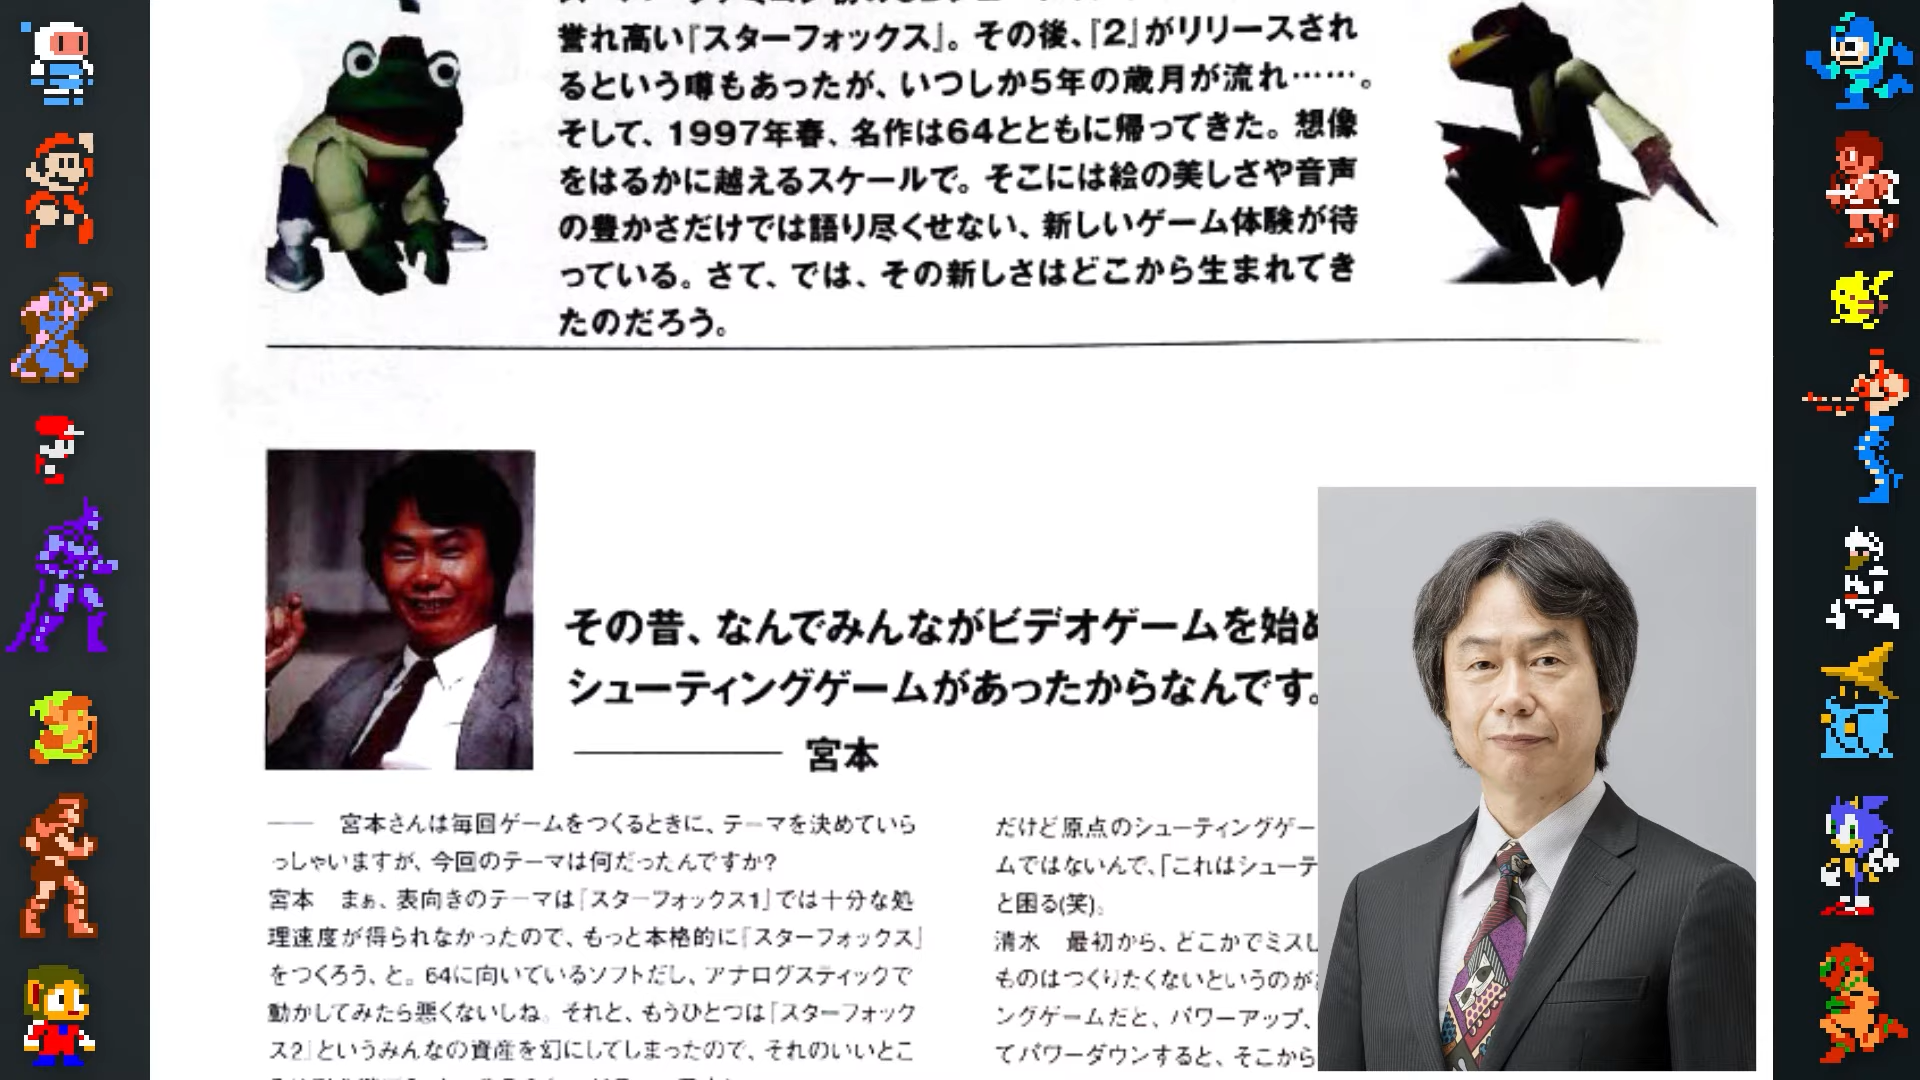 誉れ高い『スターフォックス』。その後、『2』がリリースされ
るという噂もあったが、いつしか5年の歳月が流れ……。
そして、1997年春、名作は64とともに帰ってきた。想像
をはるかに越えるスケールで。そこには絵の美しさや音声
の豊かさだけでは語り尽くせない、新しいゲーム体験が待
っている。さて、では、その新しさはどこから生まれてき
たのだろう。
その昔、なんでみんながビデオゲームを始め
シューティングゲームがあったからなんです。
―――― 宮本
―― 宮本さんは毎回ゲームをつくるときに、テーマを決めていら
っしゃいますが、今回のテーマは何だったんですか?
宮本　まぁ、表向きのテーマは『スターフォックス1』では十分な処
理速度が得られなかったので、もっと本格的に『スターフォックス』
をつくろう、と。64に向いているソフトだし、アナログスティックで
動かしてみたら悪くないしね。それと、もうひとつは『スターフォック
ス2』というみんなの資産を幻にしてしまったので、それのいいとこ
だけど原点のシューティングゲー
ムではないんで、「これはシューテ
と困る(笑)。
清水　最初から、どこかでミスし
ものはつくりたくないというのが
ングゲームだと、パワーアップ、
てパワーダウンすると、そこから